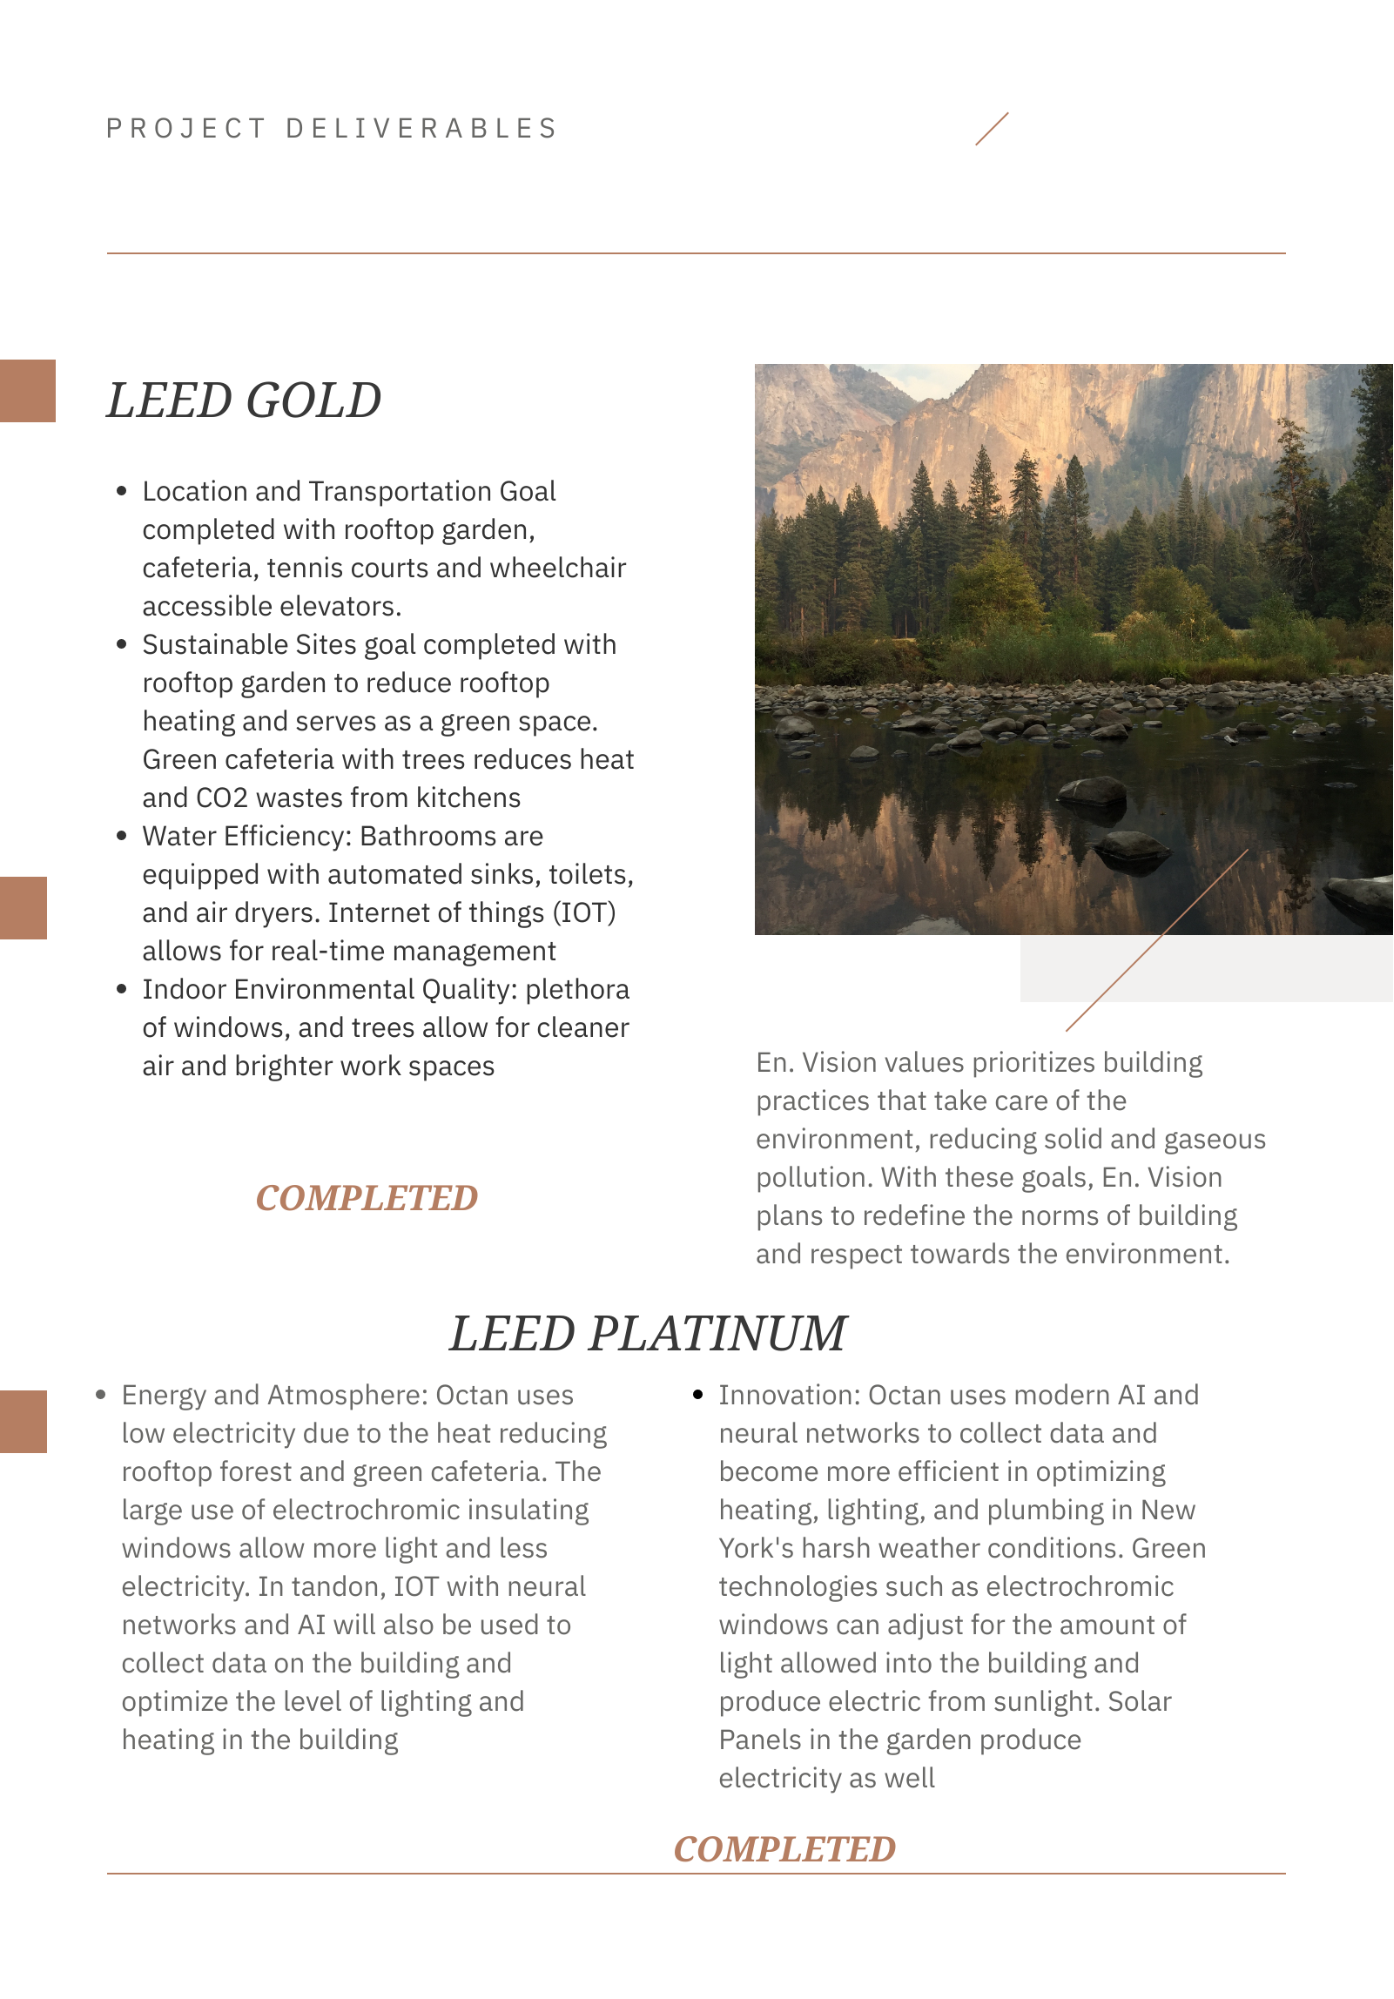 PROJECT DELIVERABLES
LEED GOLD
• Location and Transportation Goal
completed with rooftop garden,
cafeteria, tennis courts and wheelchair
accessible elevators.
• Sustainable Sites goal completed with
rooftop garden to reduce rooftop
heating and serves as a green space.
Green cafeteria with trees reduces heat
and CO2 wastes from kitchens
• Water Efficiency: Bathrooms are
equipped with automated sinks, toilets,
and air dryers. Internet of things (IOT)
allows for real-time management
• Indoor Environmental Quality: plethora
of windows, and trees allow for cleaner
air and brighter work spaces
COMPLETED
En. Vision values prioritizes building
practices that take care of the
environment, reducing solid and gaseous
pollution. With these goals, En. Vision
plans to redefine the norms of building
and respect towards the environment.
LEED PLATINUM
• Energy and Atmosphere: Octan uses
low electricity due to the heat reducing
rooftop forest and green cafeteria. The
large use of electrochromic insulating
windows allow more light and less
electricity. In tandon, IOT with neural
networks and AI will also be used to
collect data on the building and
optimize the level of lighting and
heating in the building
• Innovation: Octan uses modern AI and
neural networks to collect data and
become more efficient in optimizing
heating, lighting, and plumbing in New
York's harsh weather conditions. Green
technologies such as electrochromic
windows can adjust for the amount of
light allowed into the building and
produce electric from sunlight. Solar
Panels in the garden produce
electricity as well
COMPLETED